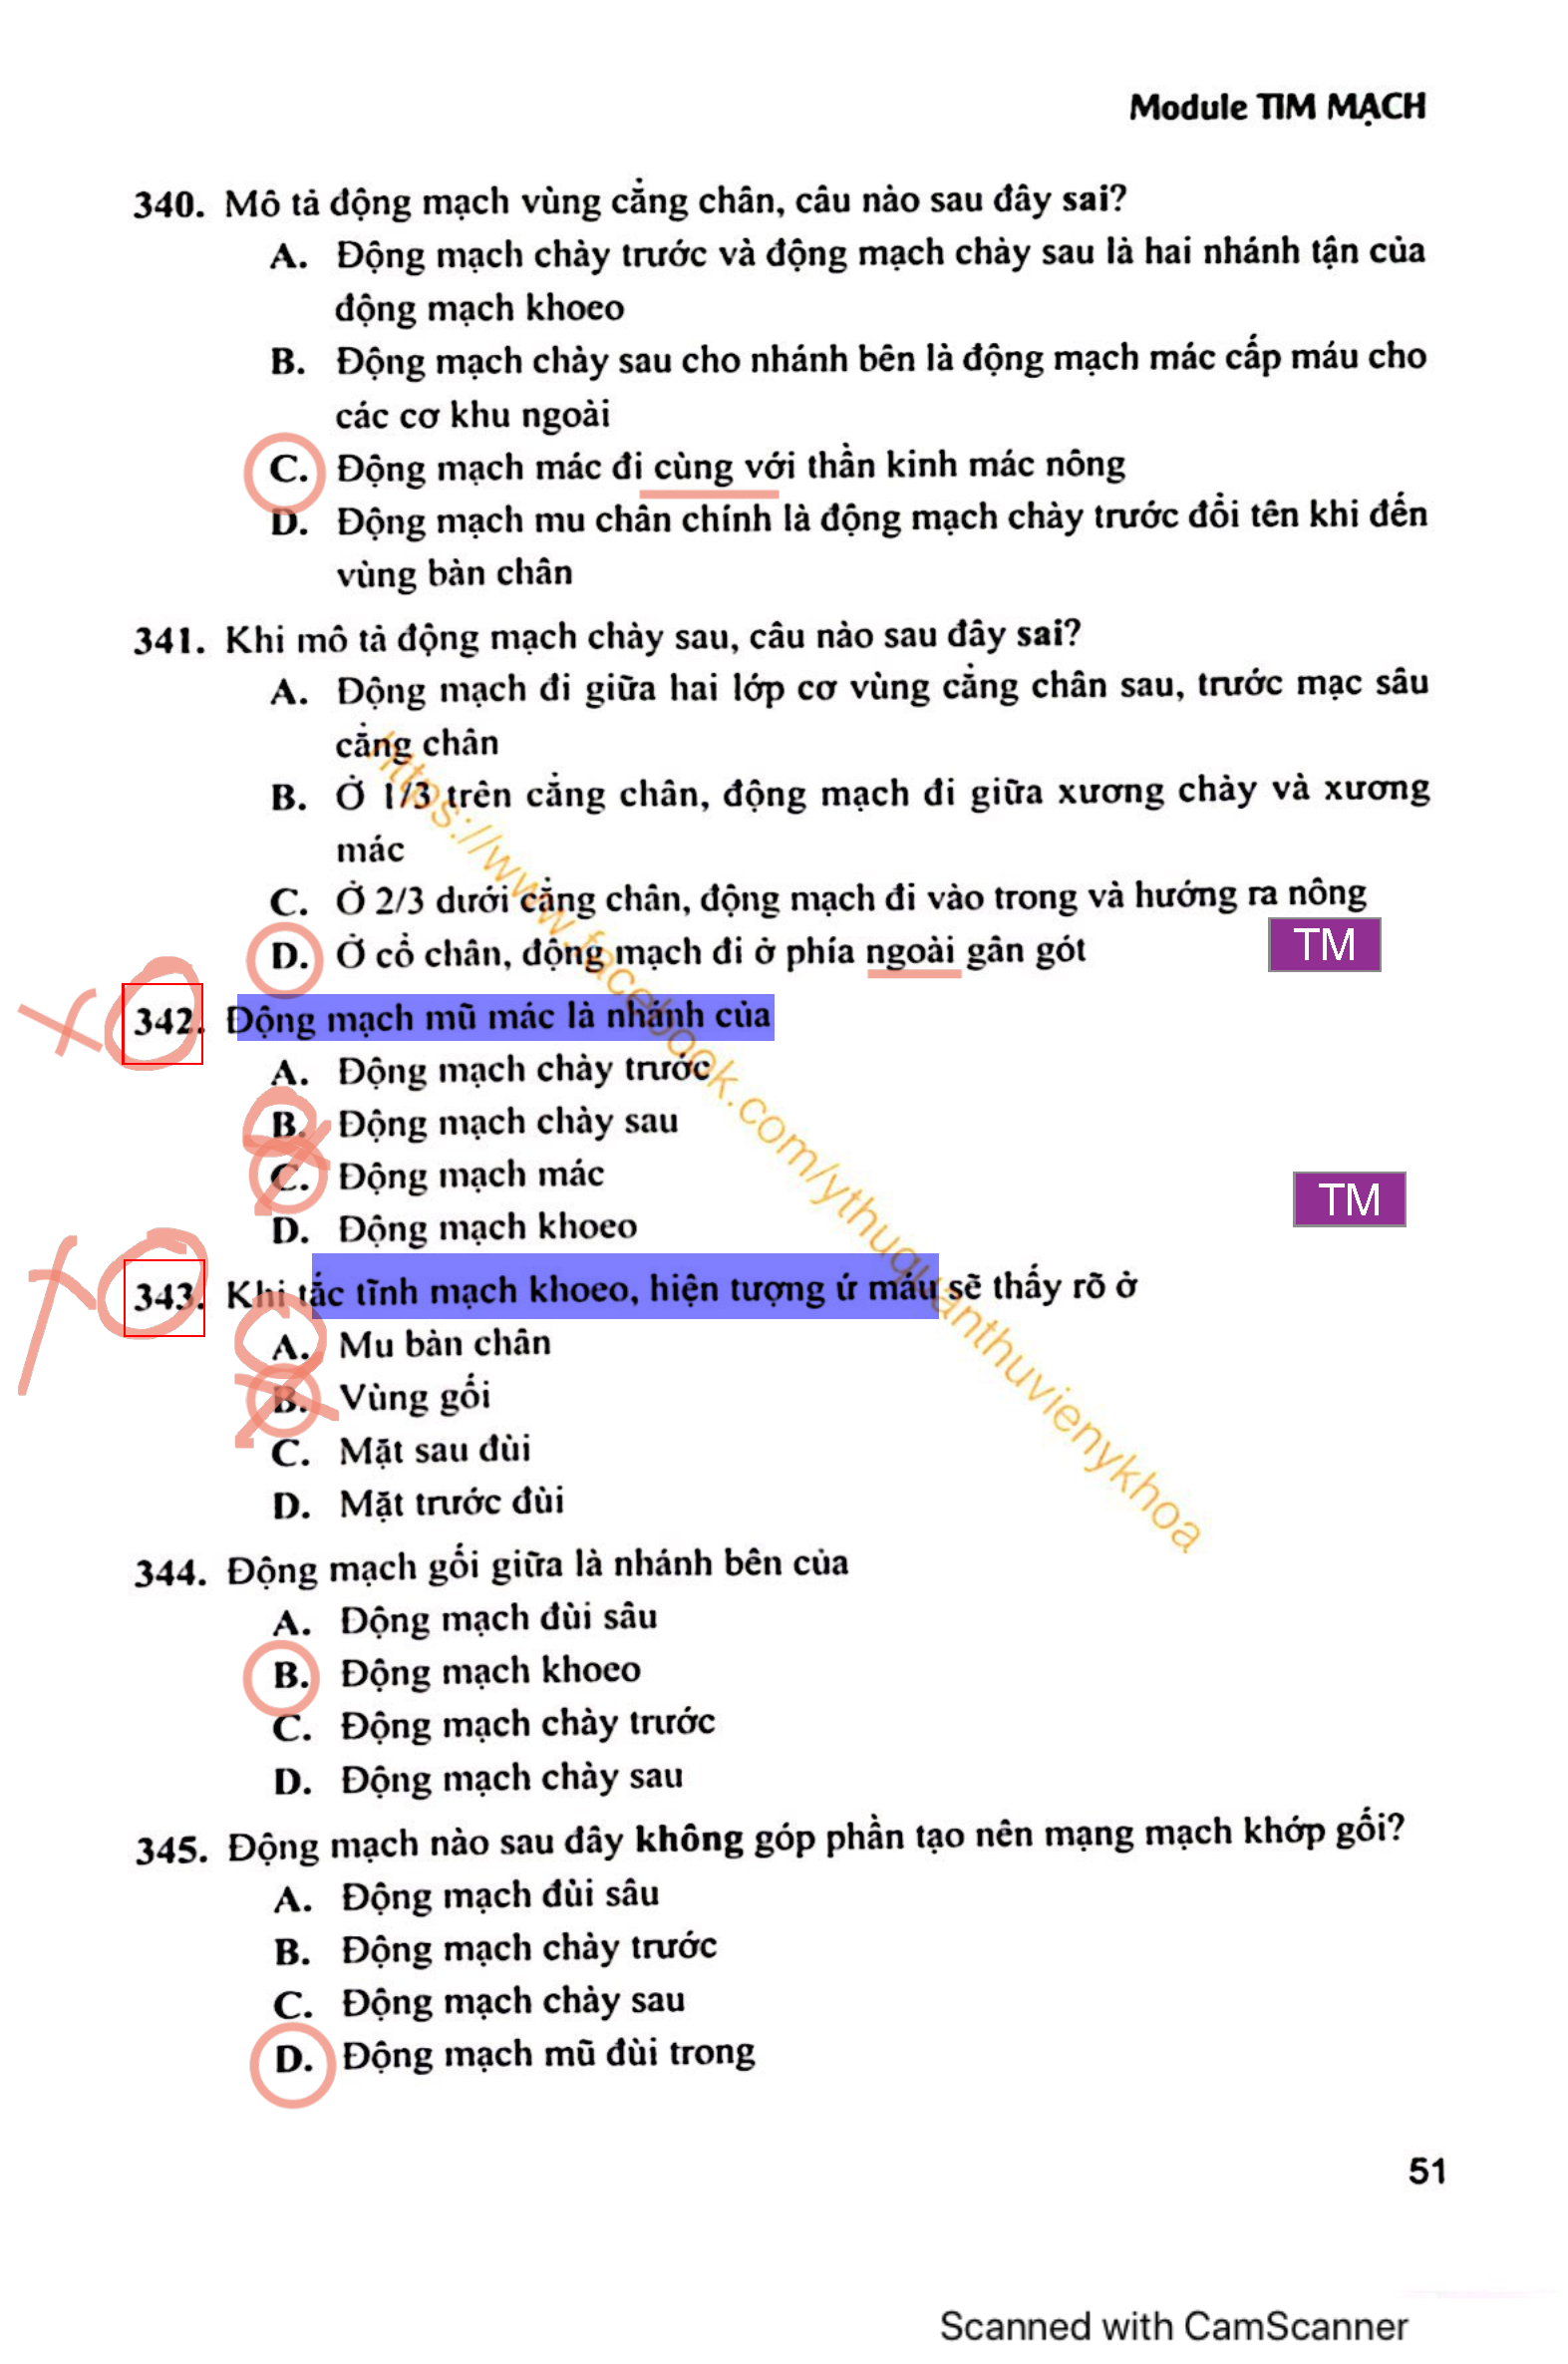 Module TIM MẠCH
340. Mô tả động mạch vùng cẳng chân, câu nào sau đây sai?
A. Động mạch chày trước và động mạch chày sau là hai nhánh tận của
động mạch khoeo
B. Động mạch chày sau cho nhánh bên là động mạch mác cấp máu cho
các cơ khu ngoài
C. Động mạch mác đi cùng với thần kinh mác nông
D. Động mạch mu chân chính là động mạch chày trước đổi tên khi đến
vùng bàn chân
341. Khi mô tả động mạch chày sau, câu nào sau đây sai?
A. Động mạch đi giữa hai lớp cơ vùng cẳng chân sau, trước mạc sâu
cẳng chân
B. Ở 1/3 trên cẳng chân, động mạch đi giữa xương chày và xương
mác
C. Ở 2/3 dưới cẳng chân, động mạch đi vào trong và hướng ra nông
D. Ở cổ chân, động mạch đi ở phía ngoài gân gót
TM
342. Động mạch mũ mác là nhánh của
A. Động mạch chày trước
B. Động mạch chày sau
C. Động mạch mác
TM
D. Động mạch khoeo
343. Khi tắc tĩnh mạch khoeo, hiện tượng ứ máu sẽ thấy rõ ở
A. Mu bàn chân
B. Vùng gối
C. Mặt sau đùi
D. Mặt trước đùi
344. Động mạch gối giữa là nhánh bên của
A. Động mạch đùi sâu
B. Động mạch khoeo
C. Động mạch chày trước
D. Động mạch chày sau
345. Động mạch nào sau đây không góp phần tạo nên mạng mạch khớp gối?
A. Động mạch đùi sâu
B. Động mạch chày trước
C. Động mạch chày sau
D. Động mạch mũ đùi trong
https://www.facebook.com/ythuquanthuvienykhoa
51
Scanned with CamScanner